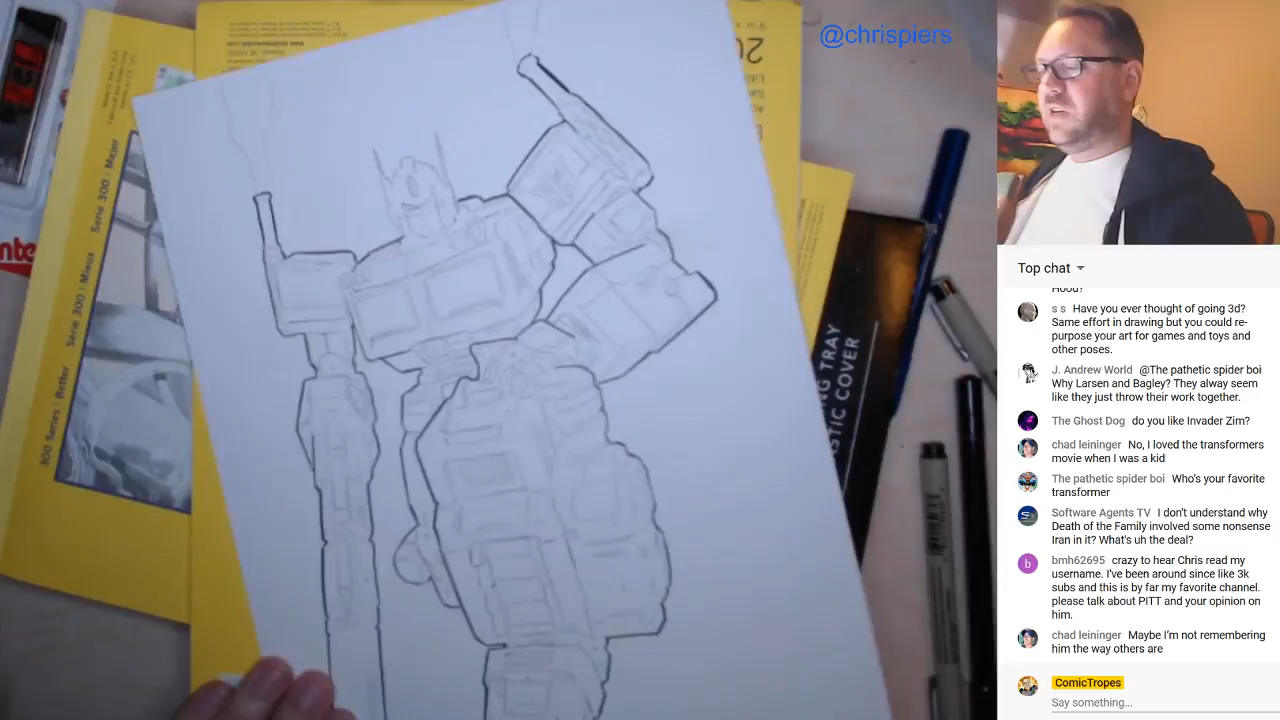 @chrispiers
Top chat
Hood?
s s Have you ever thought of going 3d?
Same effort in drawing but you could re-
purpose your art for games and toys and
other poses.
J. Andrew World @The pathetic spider boi
Why Larsen and Bagley? They alway seem
like they just throw their work together.
The Ghost Dog do you like Invader Zim?
chad leininger No, I loved the transformers
movie when I was a kid
The pathetic spider boi Who's your favorite
transformer
Software Agents TV I don't understand why
Death of the Family involved some nonsense
Iran in it? What's uh the deal?
bmh62695 crazy to hear Chris read my
username. I've been around since like 3k
subs and this is by far my favorite channel.
please talk about PITT and your opinion on
him.
chad leininger Maybe I'm not remembering
him the way others are
ComicTropes
Say something...
300 Series: Better
Série 300: Mieux
Serie 300: Mejor
NG TRAY
STIC COVER